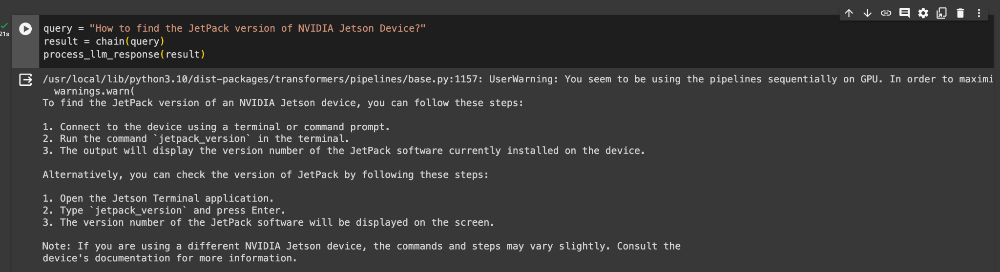 21s
query = "How to find the JetPack version of NVIDIA Jetson Device?"
result = chain(query)
process_llm_response(result)
/usr/local/lib/python3.10/dist-packages/transformers/pipelines/base.py:1157: UserWarning: You seem to be using the pipelines sequentially on GPU. In order to maximi
  warnings.warn(
To find the JetPack version of an NVIDIA Jetson device, you can follow these steps:

1. Connect to the device using a terminal or command prompt.
2. Run the command `jetpack_version` in the terminal.
3. The output will display the version number of the JetPack software currently installed on the device.

Alternatively, you can check the version of JetPack by following these steps:

1. Open the Jetson Terminal application.
2. Type `jetpack_version` and press Enter.
3. The version number of the JetPack software will be displayed on the screen.

Note: If you are using a different NVIDIA Jetson device, the commands and steps may vary slightly. Consult the
device's documentation for more information.